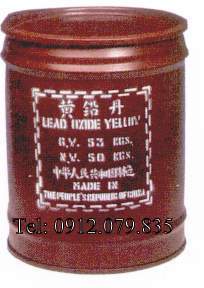 黄铅丹
LEAD OXIDE YELLOW
G.W. 53 KGS.
N.W. 50 KGS.
中华人民共和国制造
MADE IN
THE PEOPLE'S REPUBLIC OF CHINA
Tel: 0912.079.835